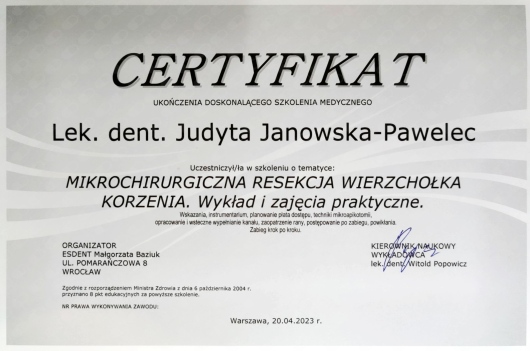 CERTYFIKAT
UKOŃCZENIA DOSKONALĄCEGO SZKOLENIA MEDYCZNEGO
Lek. dent. Judyta Janowska-Pawelec
Uczestniczył/ła w szkoleniu o tematyce:
MIKROCHIRURGICZNA RESEKCJA WIERZCHOŁKA
KORZENIA. Wykład i zajęcia praktyczne.
Wskazania, instrumentarium, planowanie płata dostępu, techniki mikroapikotomii,
opracowanie i wsteczne wypełnianie kanału, zaopatrzenie rany, postępowanie po zabiegu, powikłania.
Zabieg krok po kroku.
ORGANIZATOR
ESDENT Małgorzata Baziuk
UL. POMARAŃCZOWA 8
WROCŁAW
KIEROWNIK NAUKOWY
WYKŁADOWCA
lek. dent. Witold Popowicz
Zgodnie z rozporządzeniem Ministra Zdrowia z dnia 6 października 2004 r.
przyznano 8 pkt edukacyjnych za powyższe szkolenie.
NR PRAWA WYKONYWANIA ZAWODU:
Warszawa, 20.04.2023 r.